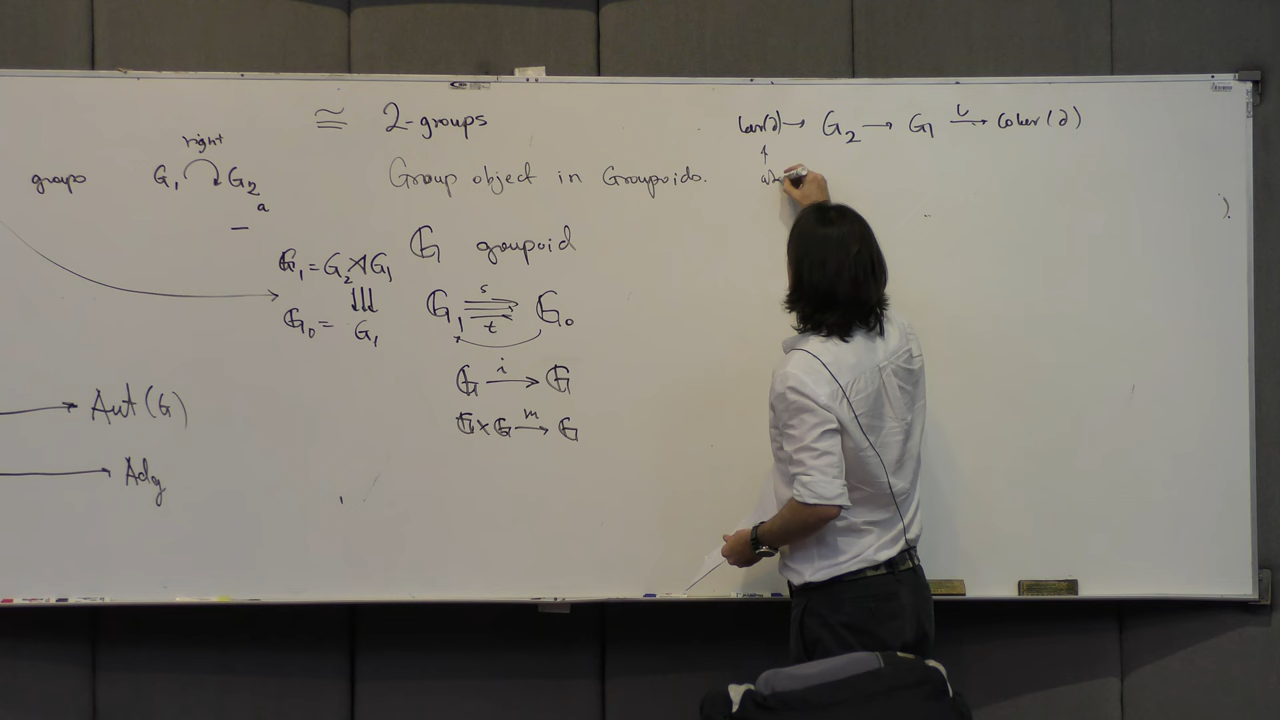 ≅ 2-groups
right
groups G₁ ↷ G₂
a
Group object in Groupoids.
𝔾 groupoid
𝔾₁ = G₂ ⋊ G₁
⇊↓
𝔾₀ = G₁
s
𝔾₁ ⇄ 𝔾₀
t
𝔾 —i→ 𝔾
𝔾 × 𝔾 —m→ 𝔾
→ Aut(G)
→ Adg
ker(∂) → G₂ → G₁ → coker(∂)
↑
).